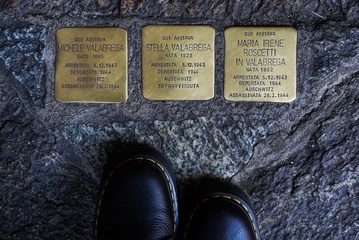 QUI ABITAVA
MICHELE VALABREGA
ARRESTATO 5.12.1943
DEPORTATO 1944
AUSCHWITZ
ASSASSINATO 26.2.1944
QUI ABITAVA
STELLA VALABREGA
NATA 1923
ARRESTATA 5.12.1943
DEPORTATA 1944
AUSCHWITZ
SOPRAVVISSUTA
QUI ABITAVA
MARIA IRENE
ROSCETTI
IN VALABREGA
NATA 1892
ARRESTATA 5.12.1943
DEPORTATA 1944
AUSCHWITZ
ASSASSINATA 26.2.1944